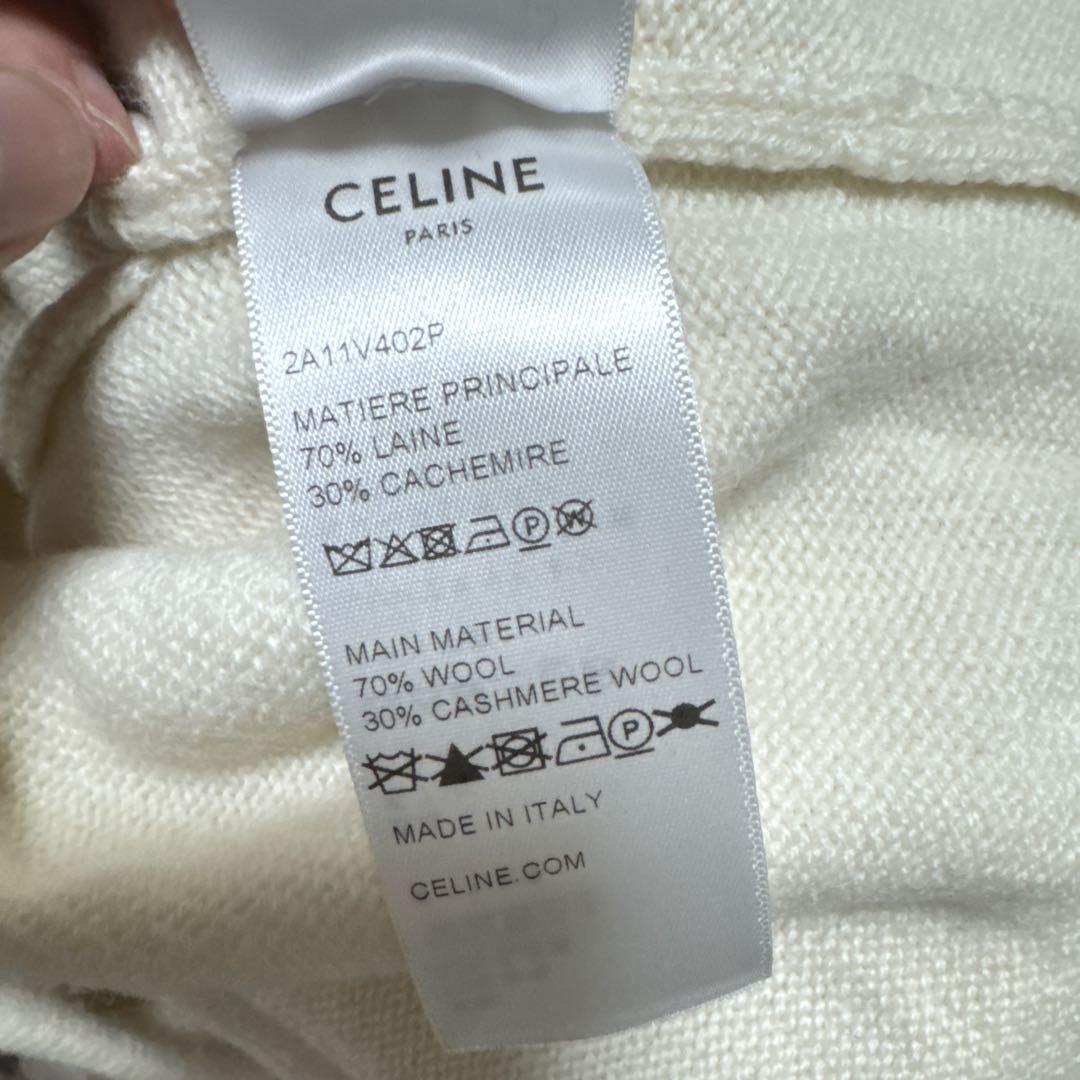 CELINE
PARIS
2A11V402P
MATIERE PRINCIPALE
70% LAINE
30% CACHEMIRE
P W
MAIN MATERIAL
70% WOOL
30% CASHMERE WOOL
P
MADE IN ITALY
CELINE.COM